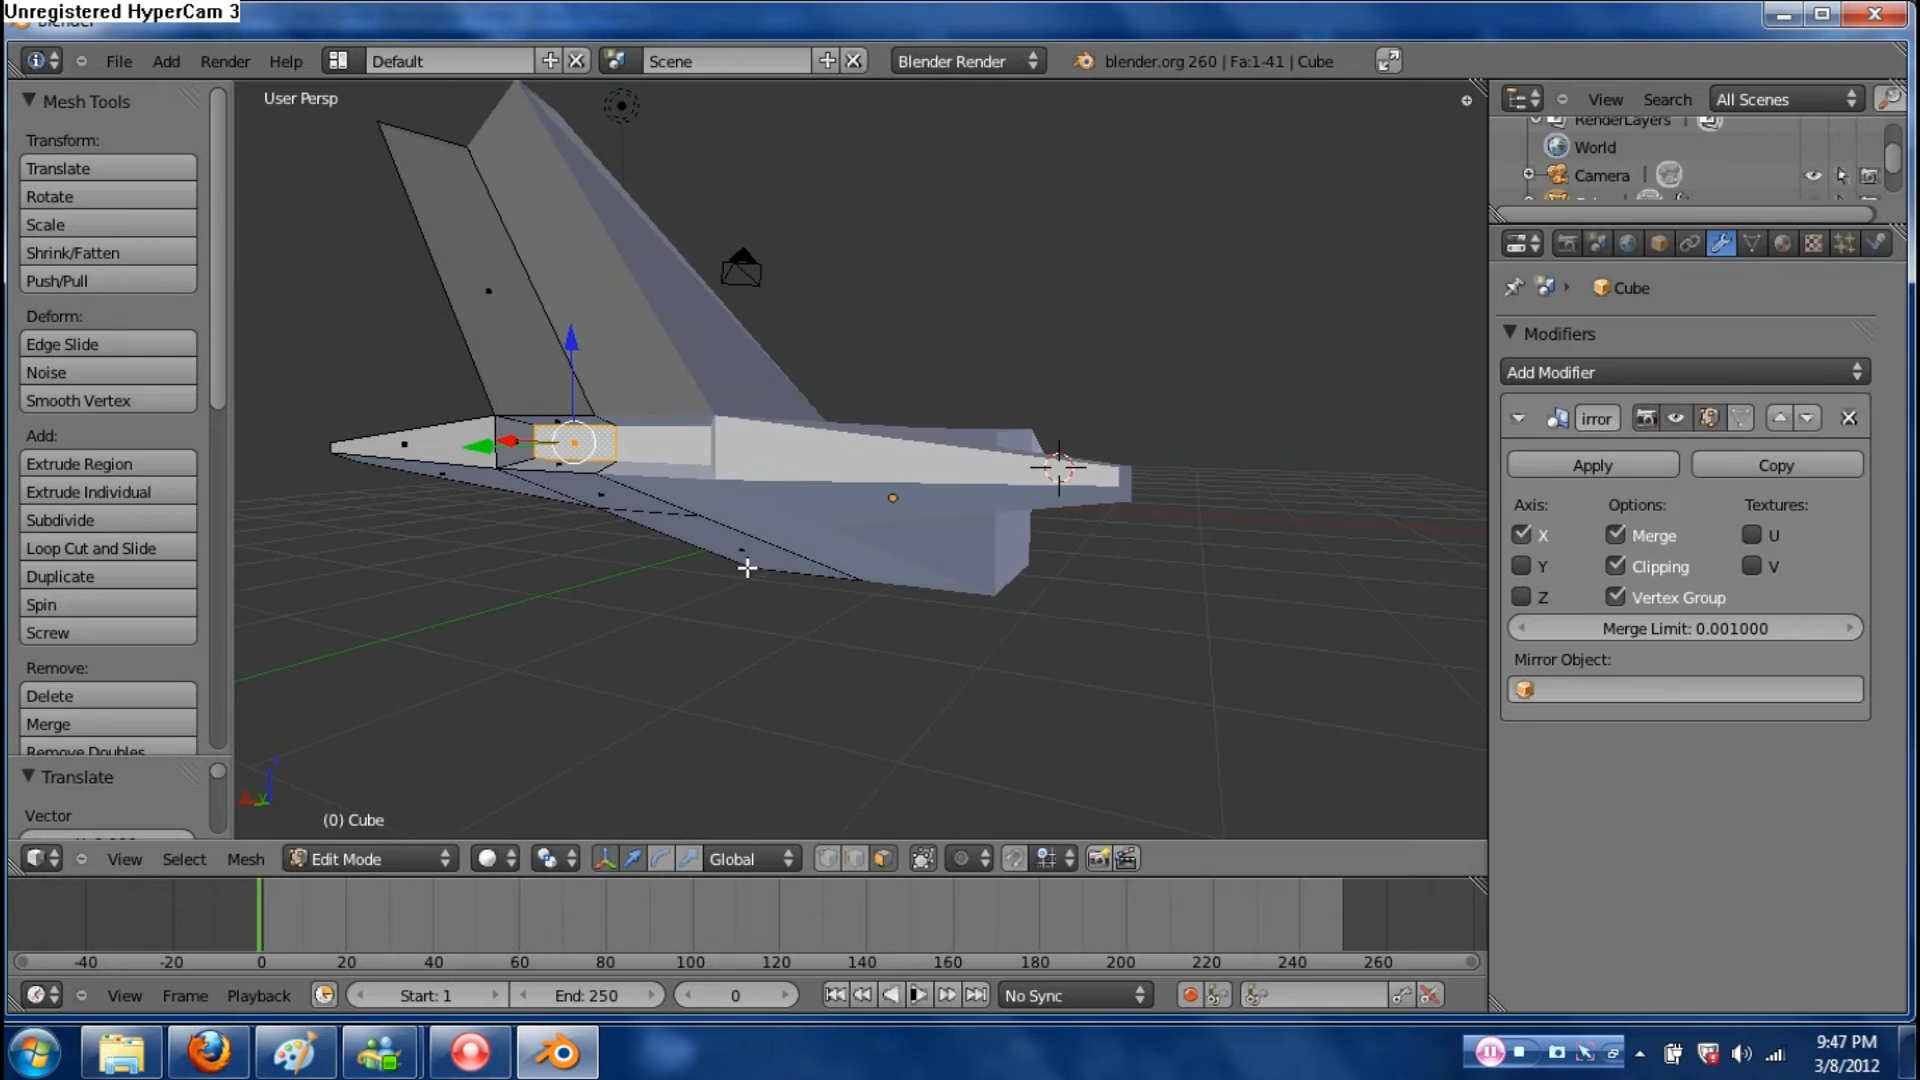 Unregistered HyperCam 3
File Add Render Help Default Scene Blender Render blender.org 260 | Fa:1-41 | Cube
Mesh Tools
Transform:
Translate
Rotate
Scale
Shrink/Fatten
Push/Pull
Deform:
Edge Slide
Noise
Smooth Vertex
Add:
Extrude Region
Extrude Individual
Subdivide
Loop Cut and Slide
Duplicate
Spin
Screw
Remove:
Delete
Merge
Remove Doubles
Translate
Vector
User Persp
(0) Cube
View Search All Scenes
RenderLayers |
World
Camera |
Cube
Modifiers
Add Modifier
irror
Apply Copy
Axis: Options: Textures:
X Merge U
Y Clipping V
Z Vertex Group
Merge Limit: 0.001000
Mirror Object:
View Select Mesh Edit Mode Global
-40 -20 0 20 40 60 80 100 120 140 160 180 200 220 240 260
View Frame Playback Start: 1 End: 250 0 No Sync
9:47 PM
3/8/2012